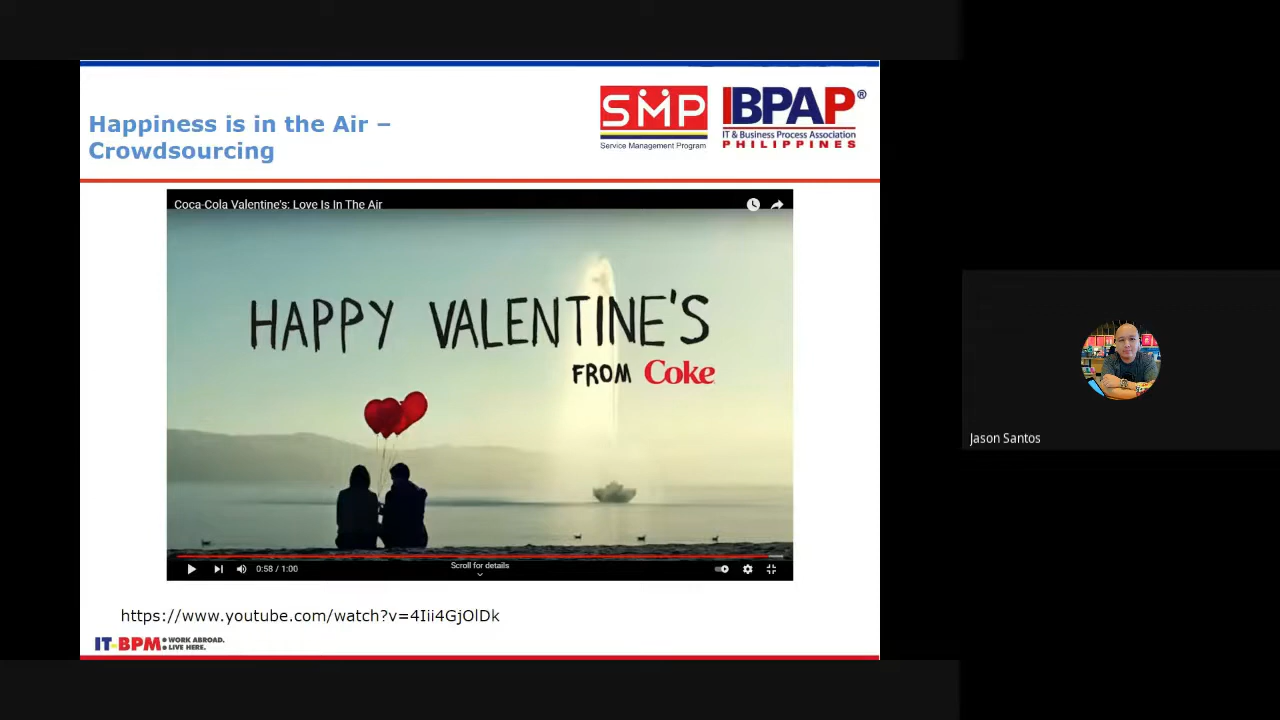 Happiness is in the Air –
Crowdsourcing
SMP
Service Management Program
IBPAP®
IT & Business Process Association
PHILIPPINES
Coca-Cola Valentine's: Love Is In The Air
HAPPY VALENTINE'S
FROM Coke
0:58 / 1:00
Scroll for details
Jason Santos
https://www.youtube.com/watch?v=4Iii4GjOlDk
IT-BPM: WORK ABROAD.
LIVE HERE.